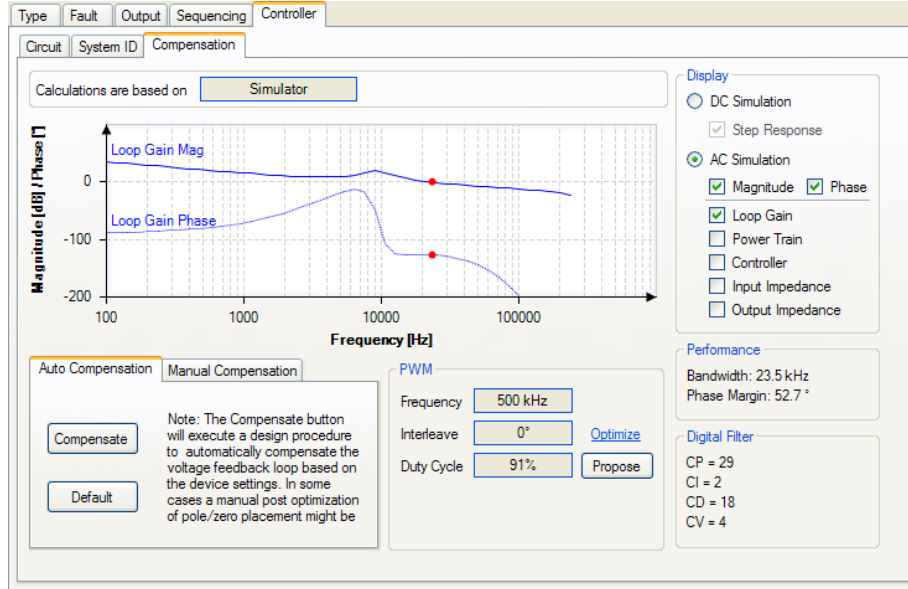 Type Fault Output Sequencing Controller
Circuit System ID Compensation
Calculations are based on Simulator
Magnitude [dB] / Phase [°]
Loop Gain Mag
Loop Gain Phase
0
-100
-200
100 1000 10000 100000
Frequency [Hz]
Display
DC Simulation
Step Response
AC Simulation
Magnitude Phase
Loop Gain
Power Train
Controller
Input Impedance
Output Impedance
Auto Compensation Manual Compensation
Compensate
Default
Note: The Compensate button
will execute a design procedure
to automatically compensate the
voltage feedback loop based on
the device settings. In some
cases a manual post optimization
of pole/zero placement might be
PWM
Frequency 500 kHz
Interleave 0° Optimize
Duty Cycle 91% Propose
Performance
Bandwidth: 23.5 kHz
Phase Margin: 52.7 °
Digital Filter
CP = 29
CI = 2
CD = 18
CV = 4